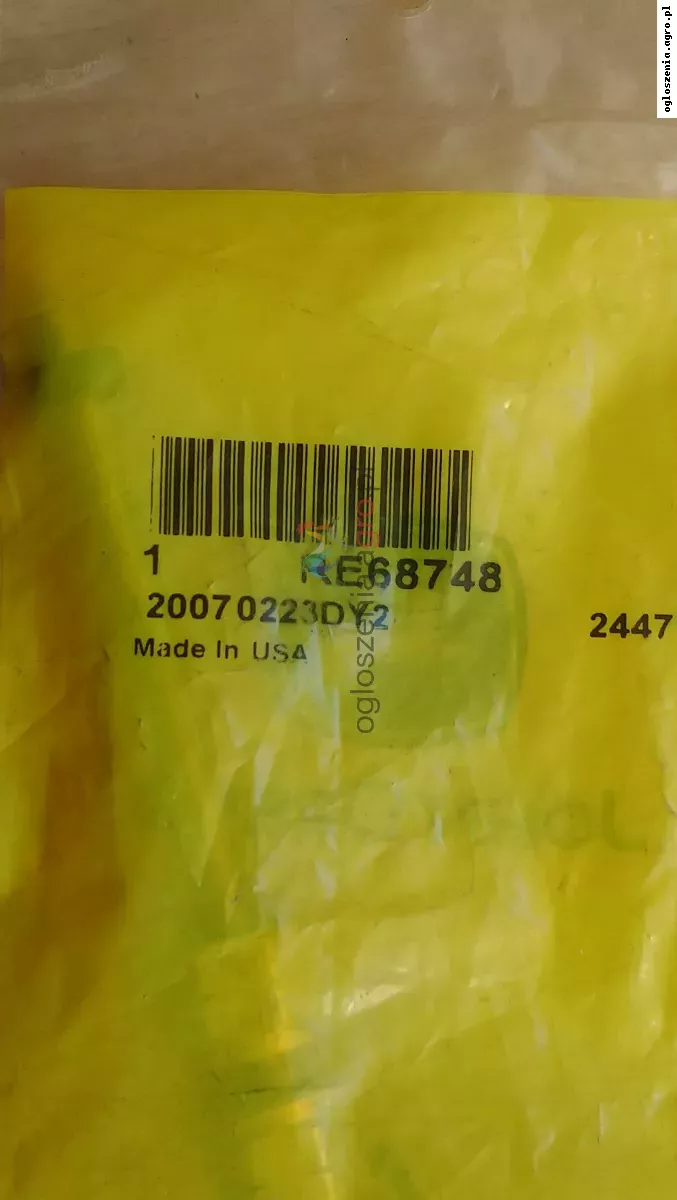 ogloszenia.agro.pl
1 RE68748
20070223DY2
2447
Made In USA
ogloszenia.agro.pl